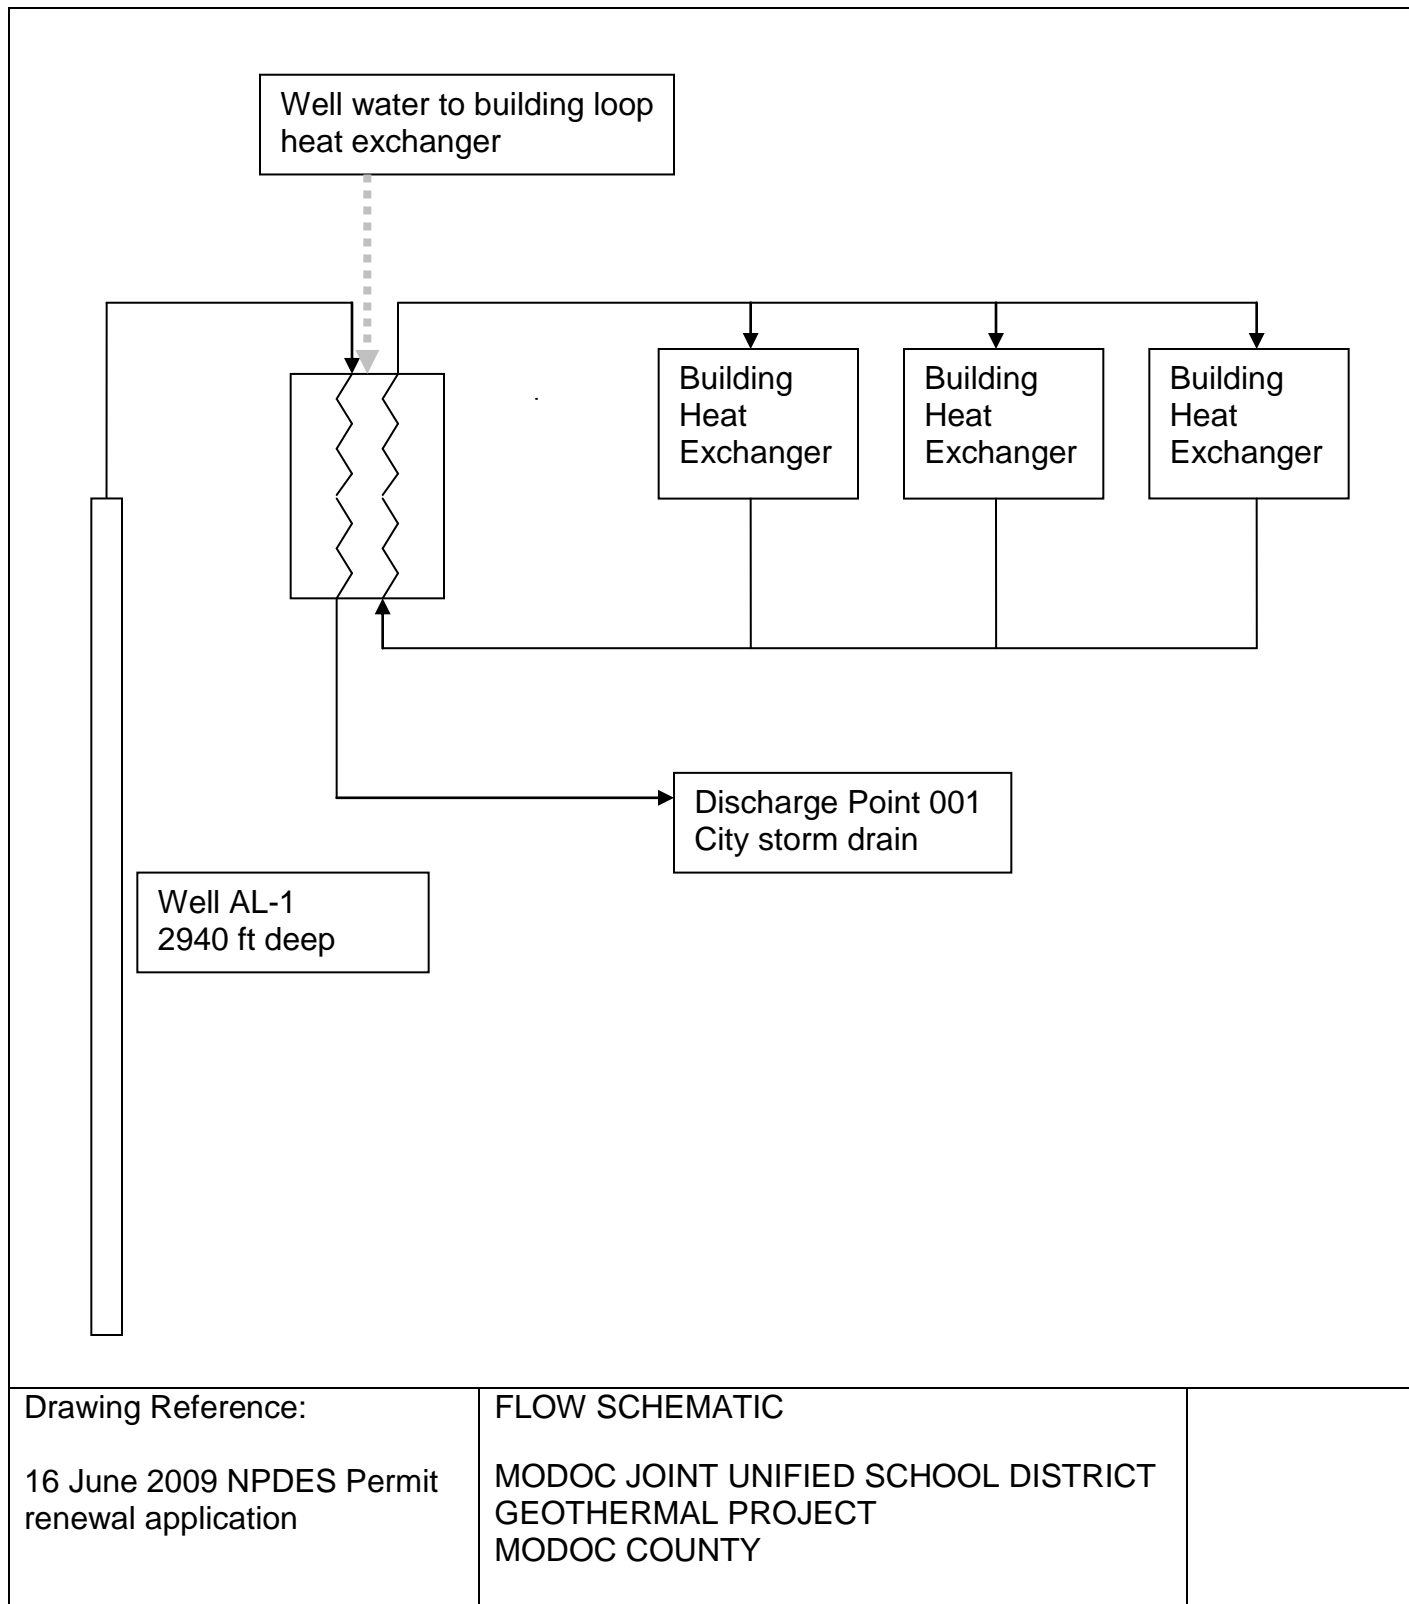 Well water to building loop
heat exchanger
Building
Heat
Exchanger
Building
Heat
Exchanger
Building
Heat
Exchanger
Discharge Point 001
City storm drain
Well AL-1
2940 ft deep
Drawing Reference:
16 June 2009 NPDES Permit
renewal application
FLOW SCHEMATIC
MODOC JOINT UNIFIED SCHOOL DISTRICT
GEOTHERMAL PROJECT
MODOC COUNTY